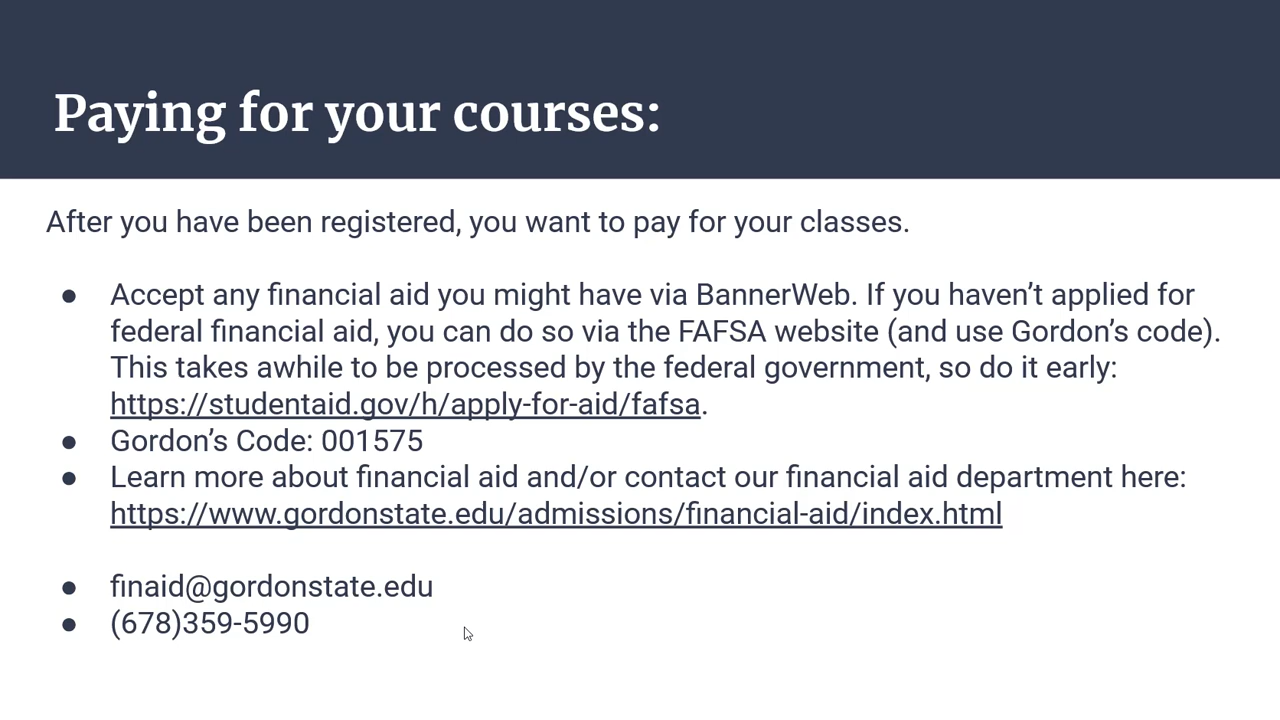 Paying for your courses:
After you have been registered, you want to pay for your classes.
● Accept any financial aid you might have via BannerWeb. If you haven’t applied for
federal financial aid, you can do so via the FAFSA website (and use Gordon’s code).
This takes awhile to be processed by the federal government, so do it early:
https://studentaid.gov/h/apply-for-aid/fafsa.
● Gordon’s Code: 001575
● Learn more about financial aid and/or contact our financial aid department here:
https://www.gordonstate.edu/admissions/financial-aid/index.html
● finaid@gordonstate.edu
● (678)359-5990